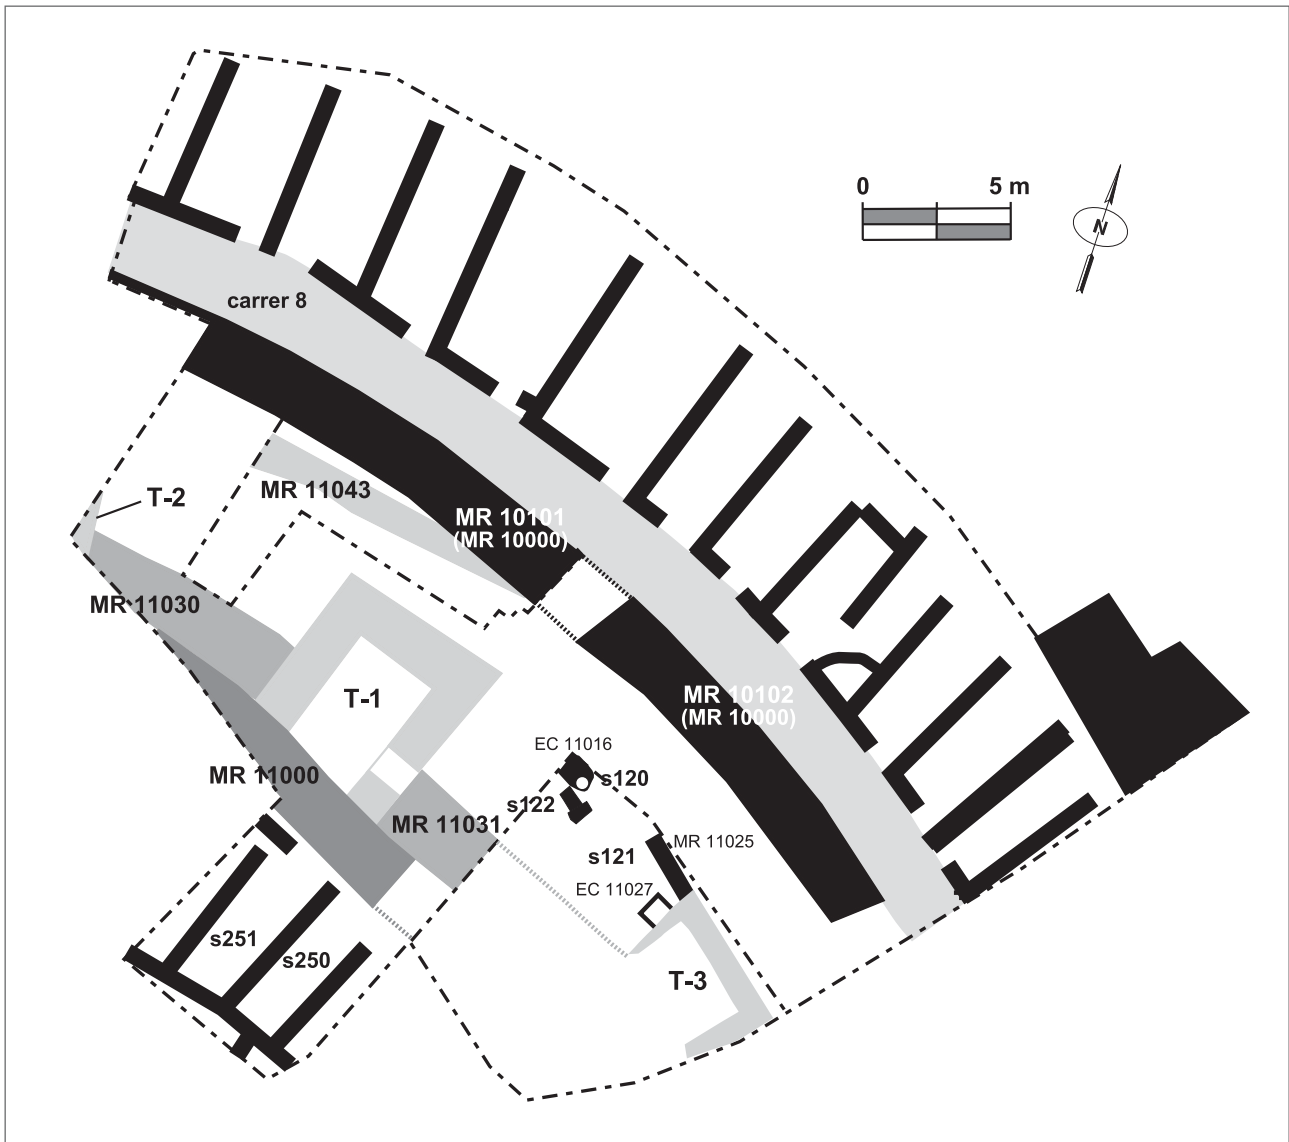 0
5 m
N
carrer 8
T-2
MR 11043
MR 10101
(MR 10000)
MR 11030
T-1
MR 10102
(MR 10000)
EC 11016
MR 11000
s120
s122
MR 11031
MR 11025
s121
EC 11027
s251
s250
T-3